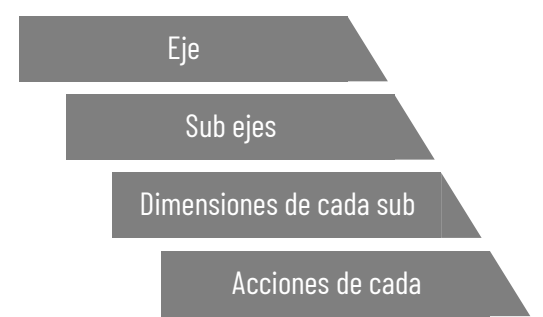 Eje
Sub ejes
Dimensiones de cada sub
Acciones de cada